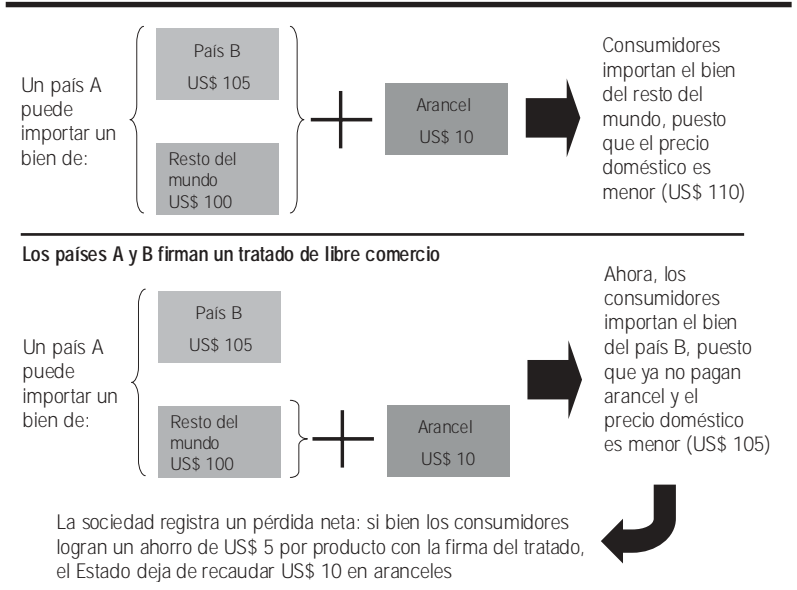 Un país A
puede
importar un
bien de:
País B
US$ 105
Resto del
mundo
US$ 100
Arancel
US$ 10
Consumidores
importan el bien
del resto del
mundo, puesto
que el precio
doméstico es
menor (US$ 110)
Los países A y B firman un tratado de libre comercio
Un país A
puede
importar un
bien de:
País B
US$ 105
Resto del
mundo
US$ 100
Arancel
US$ 10
Ahora, los
consumidores
importan el bien
del país B, puesto
que ya no pagan
arancel y el
precio doméstico
es menor (US$ 105)
La sociedad registra un pérdida neta: si bien los consumidores
logran un ahorro de US$ 5 por producto con la firma del tratado,
el Estado deja de recaudar US$ 10 en aranceles